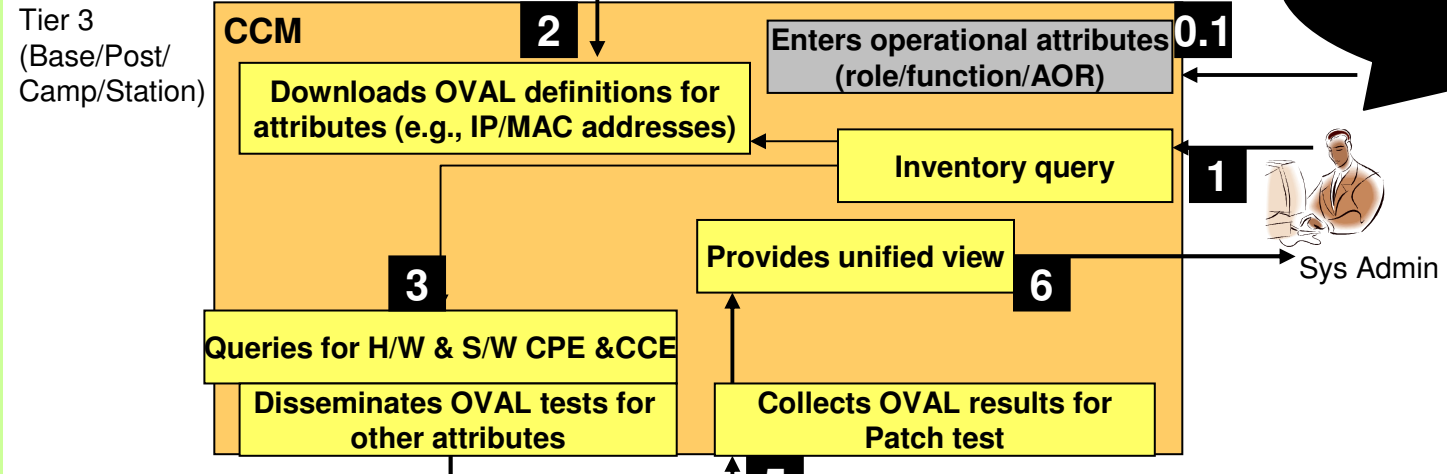 Tier 3
(Base/Post/
Camp/Station)
CCM
2
Enters operational attributes
(role/function/AOR)
0.1
Downloads OVAL definitions for
attributes (e.g., IP/MAC addresses)
Inventory query
1
Provides unified view
6
Sys Admin
3
Queries for H/W & S/W CPE &CCE
Disseminates OVAL tests for
other attributes
Collects OVAL results for
Patch test